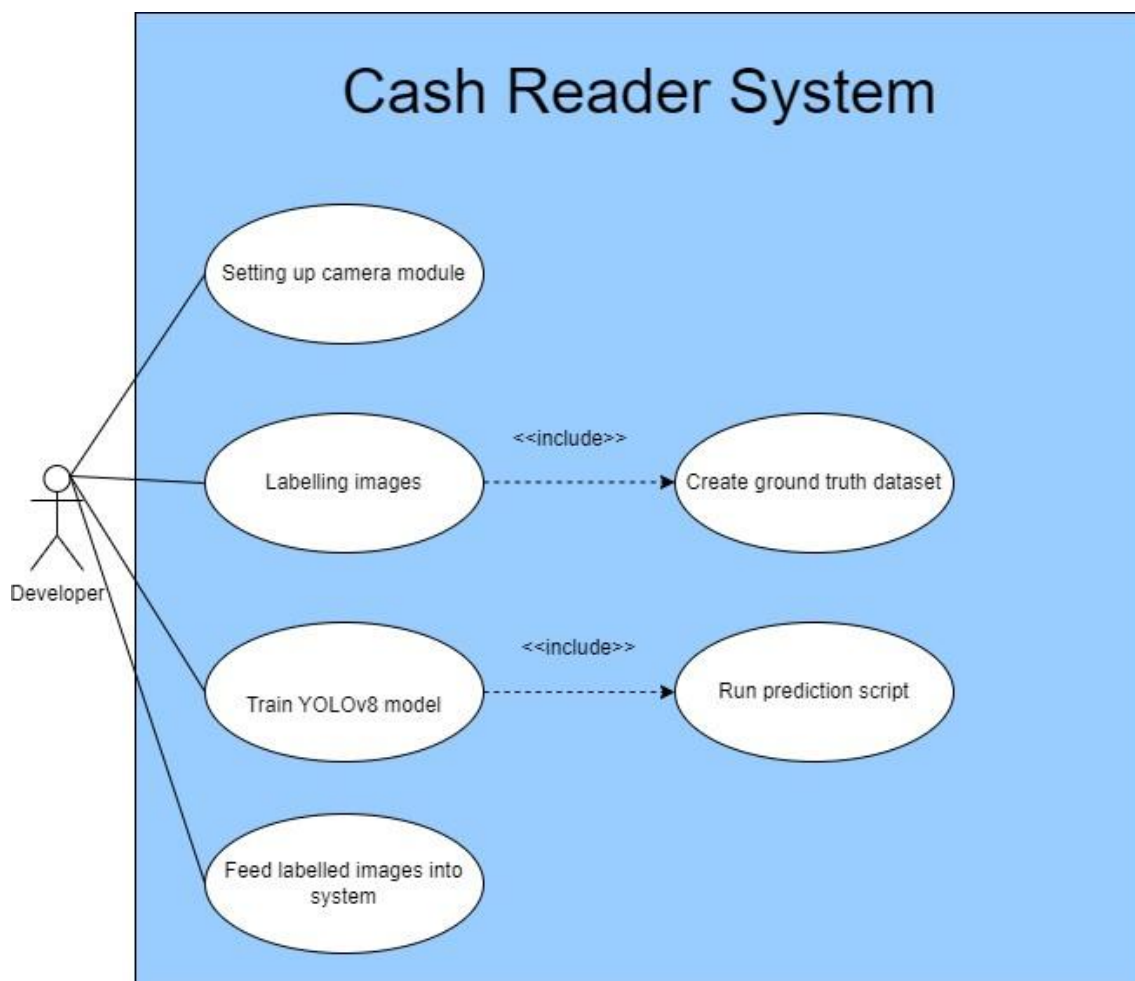 Cash Reader System
Setting up camera module
<<include>>
Labelling images
Create ground truth dataset
Developer
<<include>>
Train YOLOv8 model
Run prediction script
Feed labelled images into
system